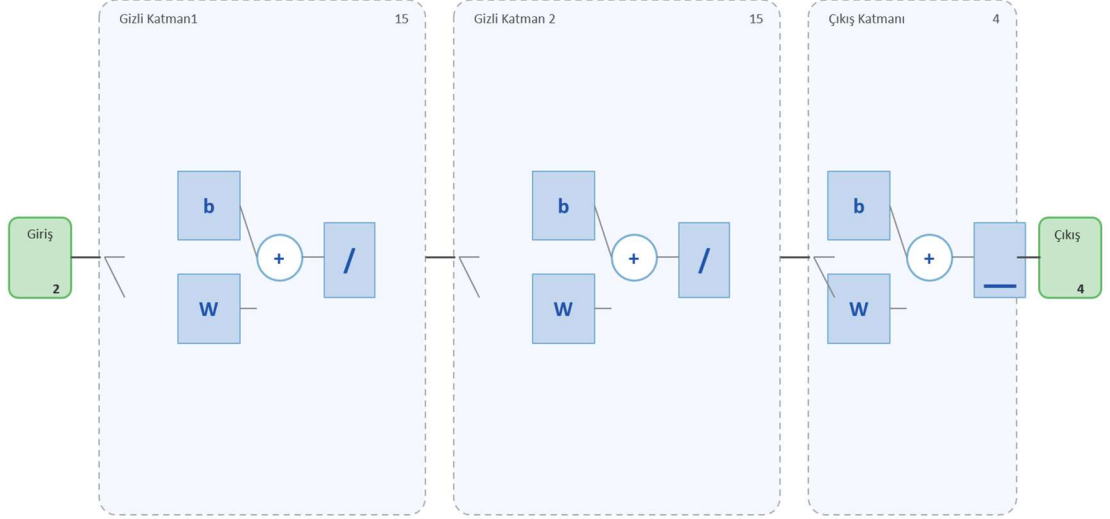 Gizli Katman1 15
Gizli Katman 2 15
Çıkış Katmanı 4
b
b
b
Giriş
2
+
/
+
/
+
Çıkış
4
W
W
W